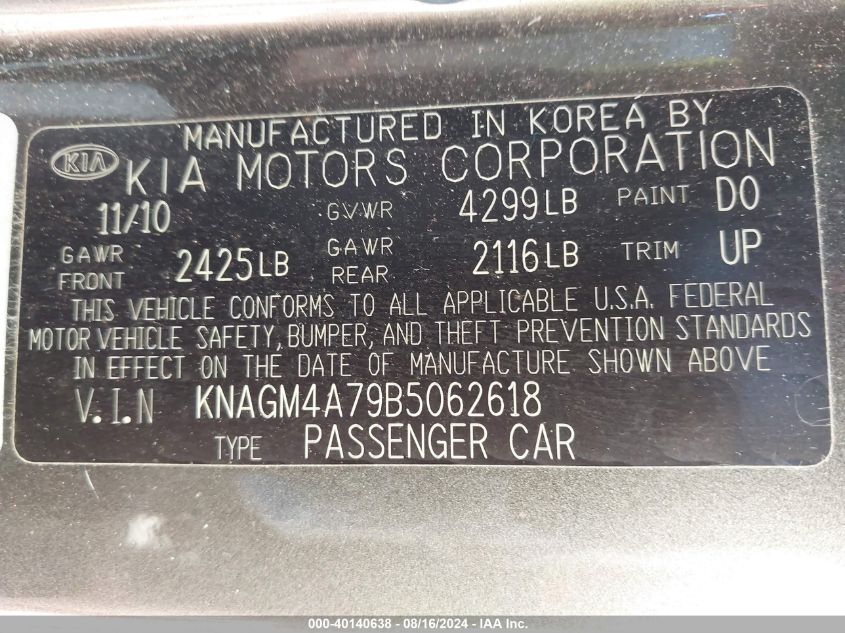 MANUFACTURED IN KOREA BY
KIA KIA MOTORS CORPORATION
11/10 GVWR 4299LB PAINT D0
GAWR FRONT 2425LB GAWR REAR 2116LB TRIM UP
THIS VEHICLE CONFORMS TO ALL APPLICABLE U.S.A. FEDERAL
MOTOR VEHICLE SAFETY, BUMPER, AND THEFT PREVENTION STANDARDS
IN EFFECT ON THE DATE OF MANUFACTURE SHOWN ABOVE
V.I.N KNAGM4A79B5062618
TYPE PASSENGER CAR
000-40140638 - 08/16/2024 - IAA Inc.